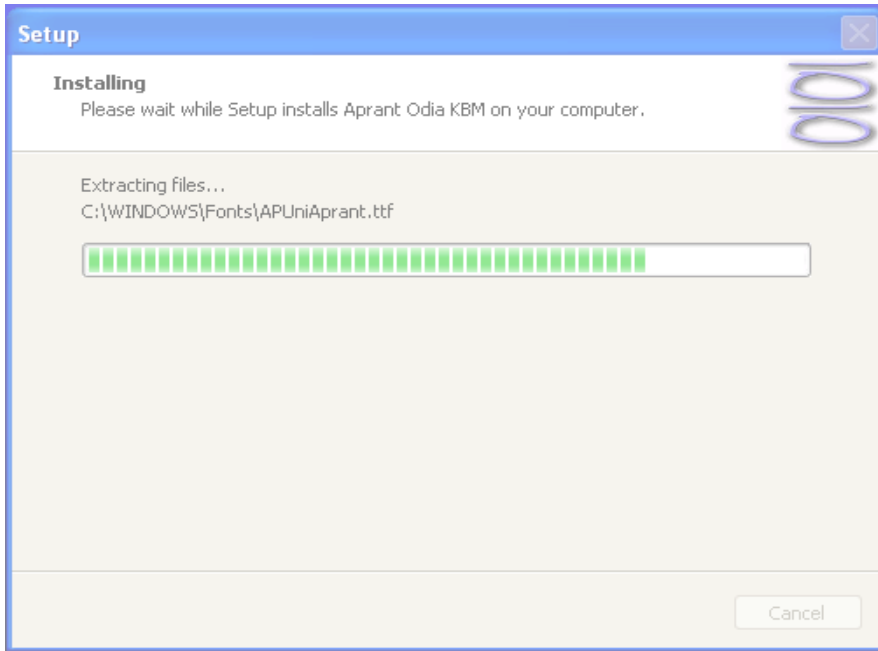 Setup
Installing
Please wait while Setup installs Aprant Odia KBM on your computer.
Extracting files...
C:\WINDOWS\Fonts\APUniAprant.ttf
Cancel